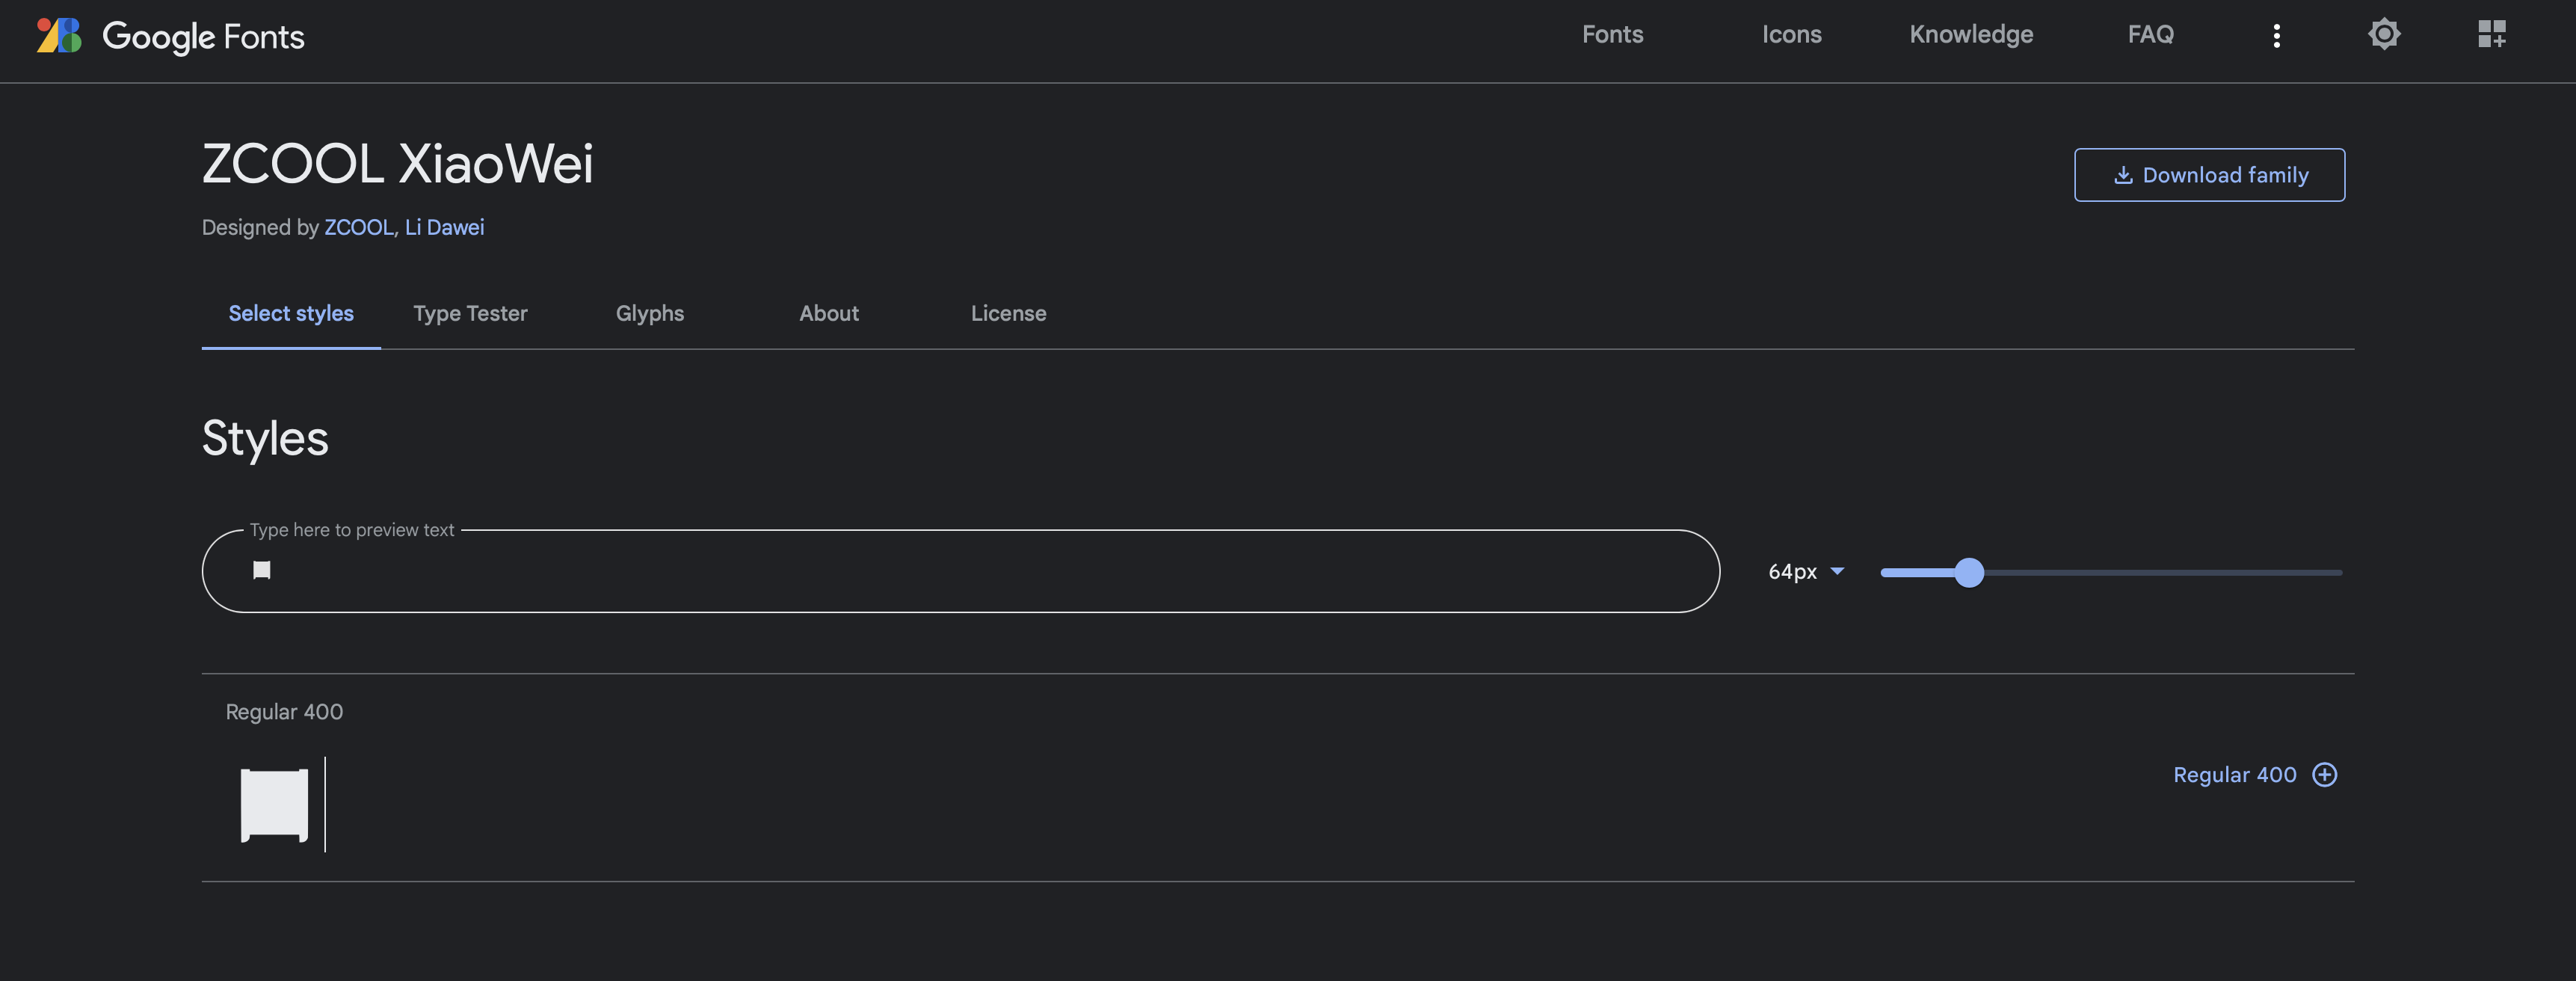 Google Fonts
Fonts
Icons
Knowledge
FAQ
ZCOOL XiaoWei
Download family
Designed by ZCOOL, Li Dawei
Select styles
Type Tester
Glyphs
About
License
Styles
Type here to preview text
64px
Regular 400
Regular 400